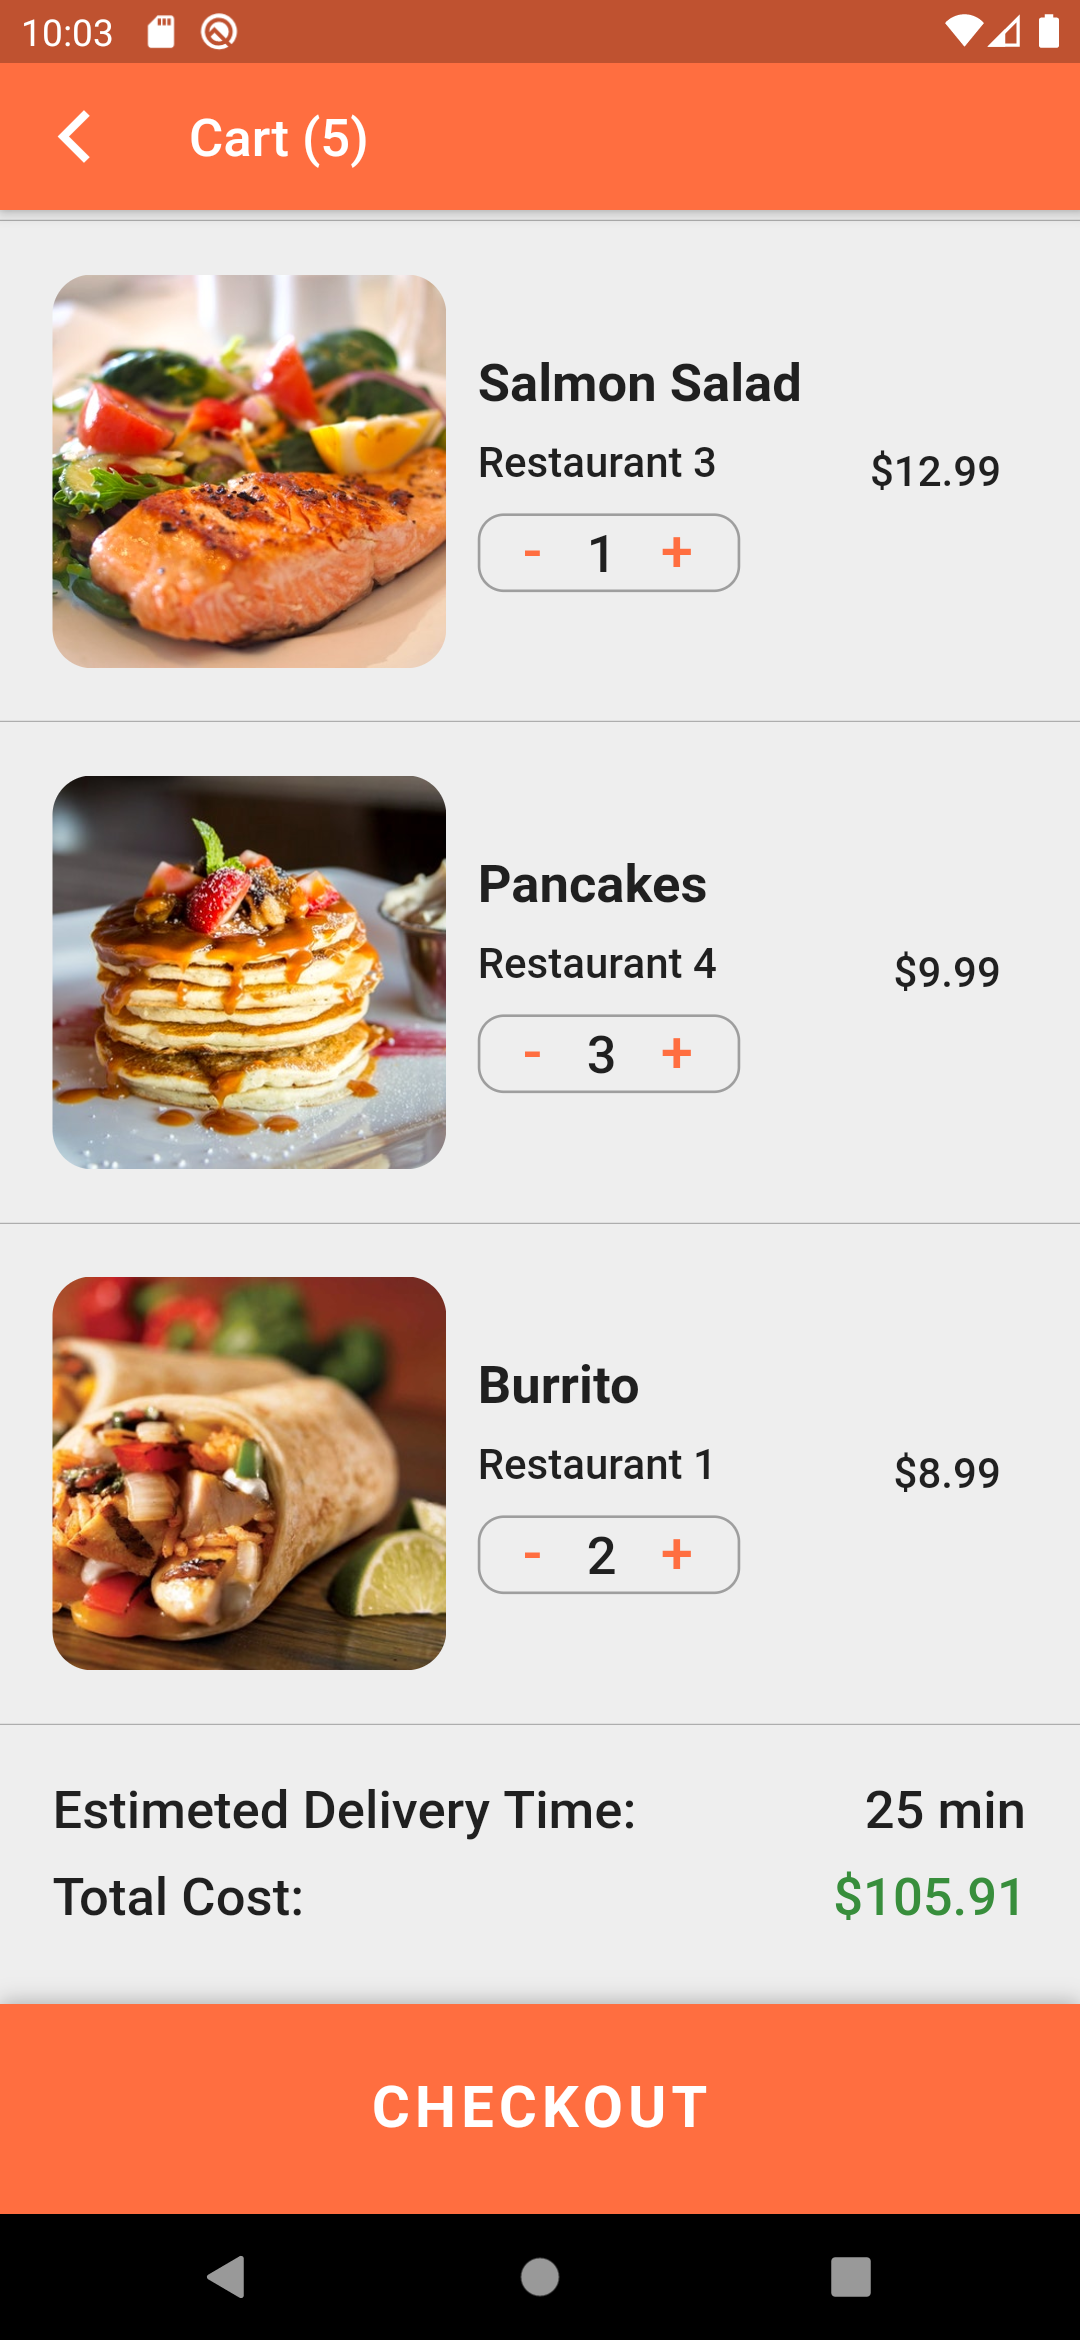 10:03
Cart (5)
Salmon Salad
Restaurant 3
$12.99
- 1 +
Pancakes
Restaurant 4
$9.99
- 3 +
Burrito
Restaurant 1
$8.99
- 2 +
Estimeted Delivery Time: 25 min
Total Cost: $105.91
CHECKOUT